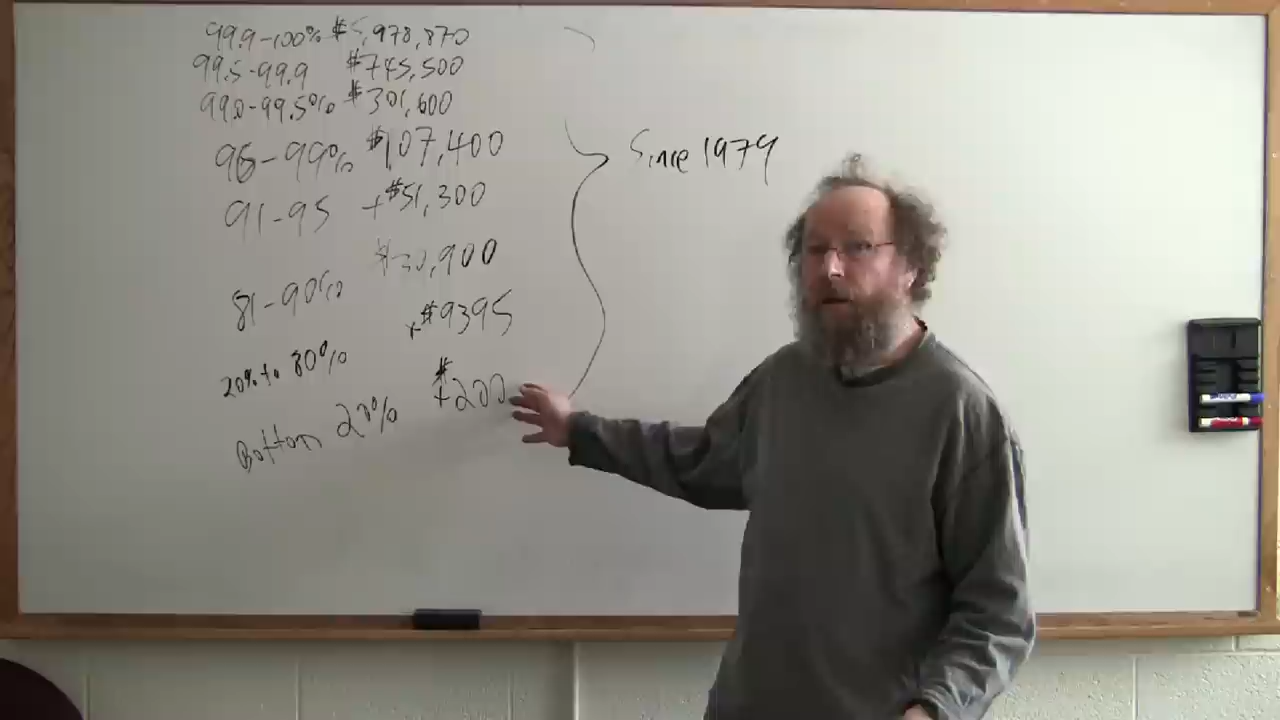 99.9-100% $5,978,870
99.5-99.9 $745,500
99.0-99.5% $301,600
96-99% $107,400
91-95 +$51,300
81-90% $30,900
20% to 80% +$9395
Bottom 20% +$200
Since 1979